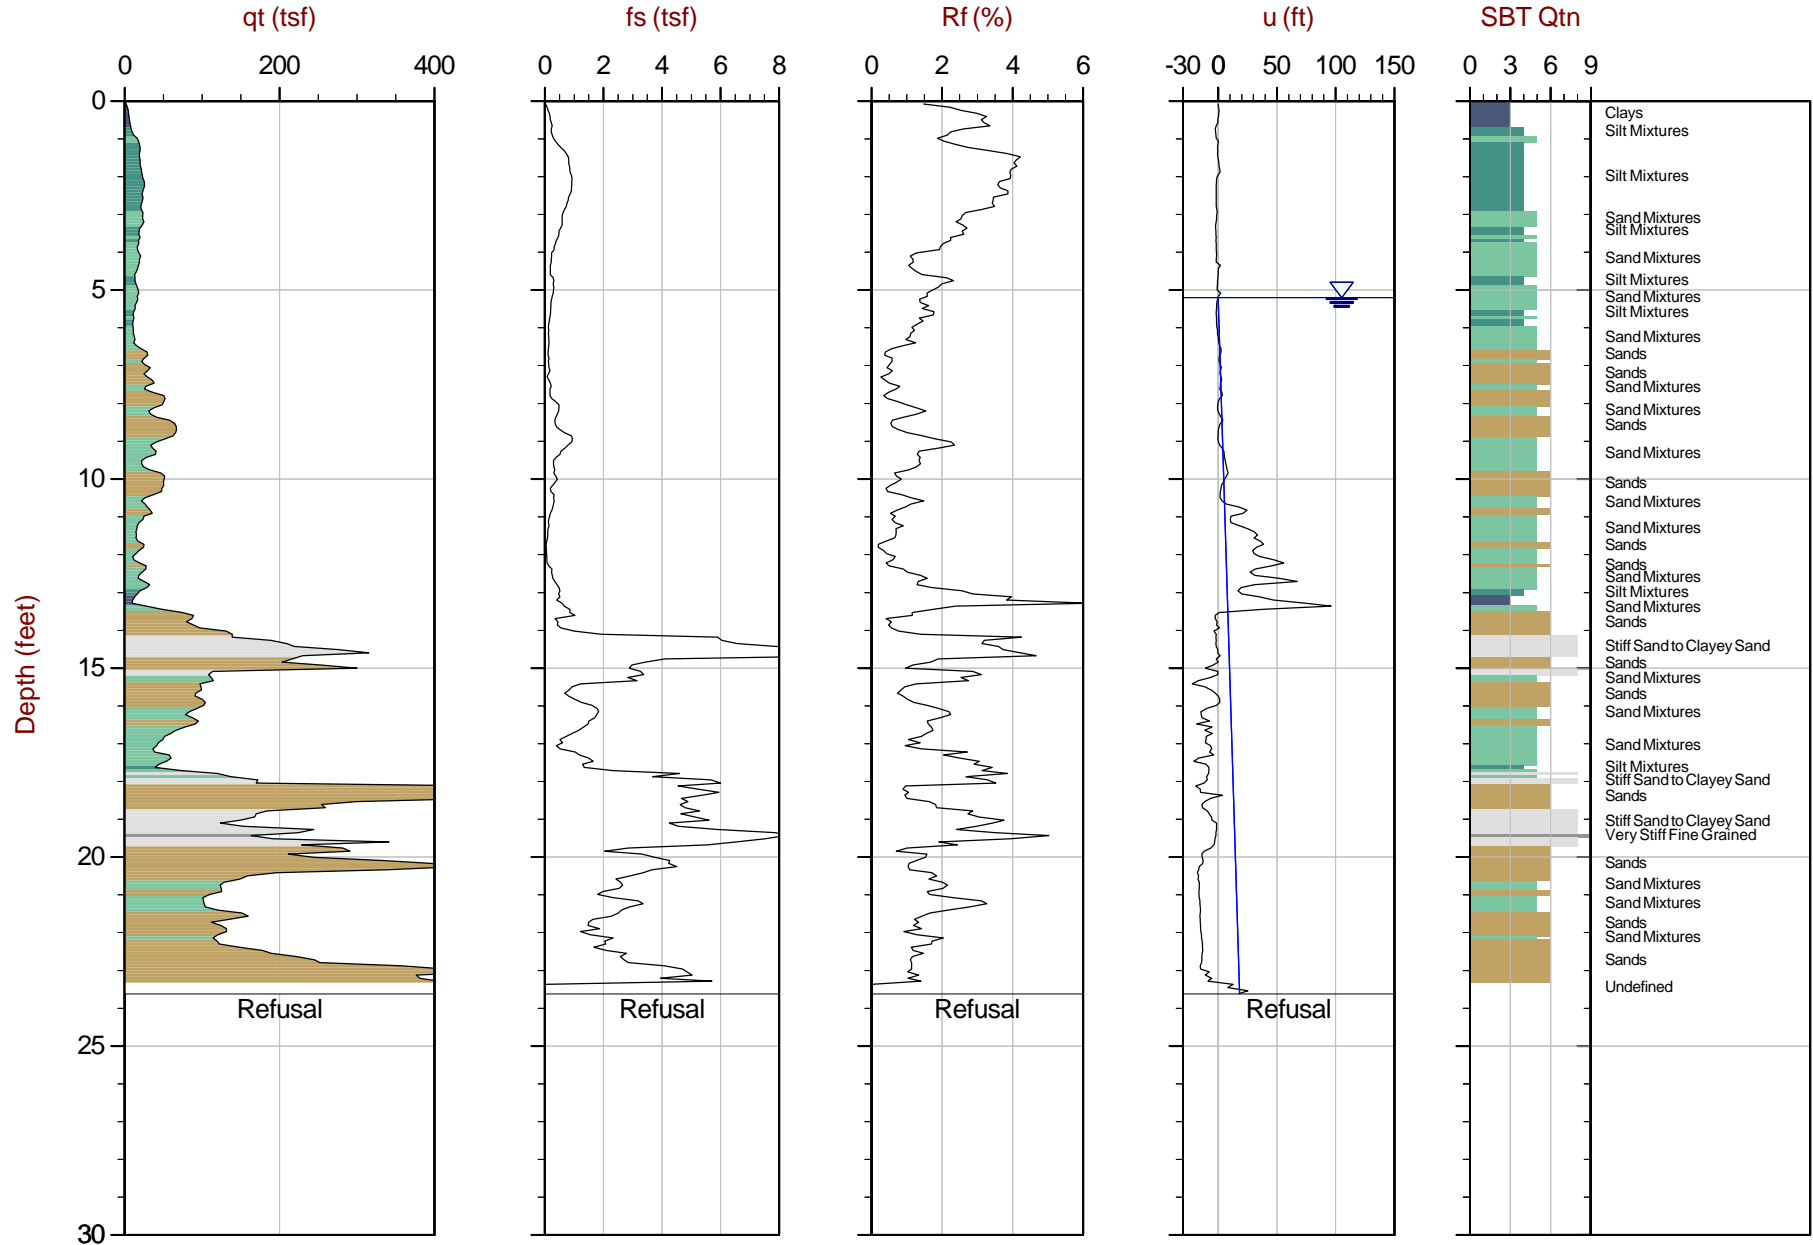 qt (tsf) fs (tsf) Rf (%) u (ft) SBT Qtn
0 200 400 0 2 4 6 8 0 2 4 6 -30 0 50 100 150 0 3 6 9
0
5
10
15
20
25
30
Depth (feet)
Clays
Silt Mixtures
Silt Mixtures
Sand Mixtures
Silt Mixtures
Sand Mixtures
Silt Mixtures
Sand Mixtures
Silt Mixtures
Sand Mixtures
Sands
Sands
Sand Mixtures
Sand Mixtures
Sands
Sand Mixtures
Sands
Sand Mixtures
Sand Mixtures
Sands
Sands
Sand Mixtures
Silt Mixtures
Sand Mixtures
Sands
Stiff Sand to Clayey Sand
Sands
Sand Mixtures
Sands
Sand Mixtures
Sand Mixtures
Silt Mixtures
Stiff Sand to Clayey Sand
Sands
Stiff Sand to Clayey Sand
Very Stiff Fine Grained
Sands
Sand Mixtures
Sand Mixtures
Sands
Sand Mixtures
Sands
Undefined
Refusal Refusal Refusal Refusal